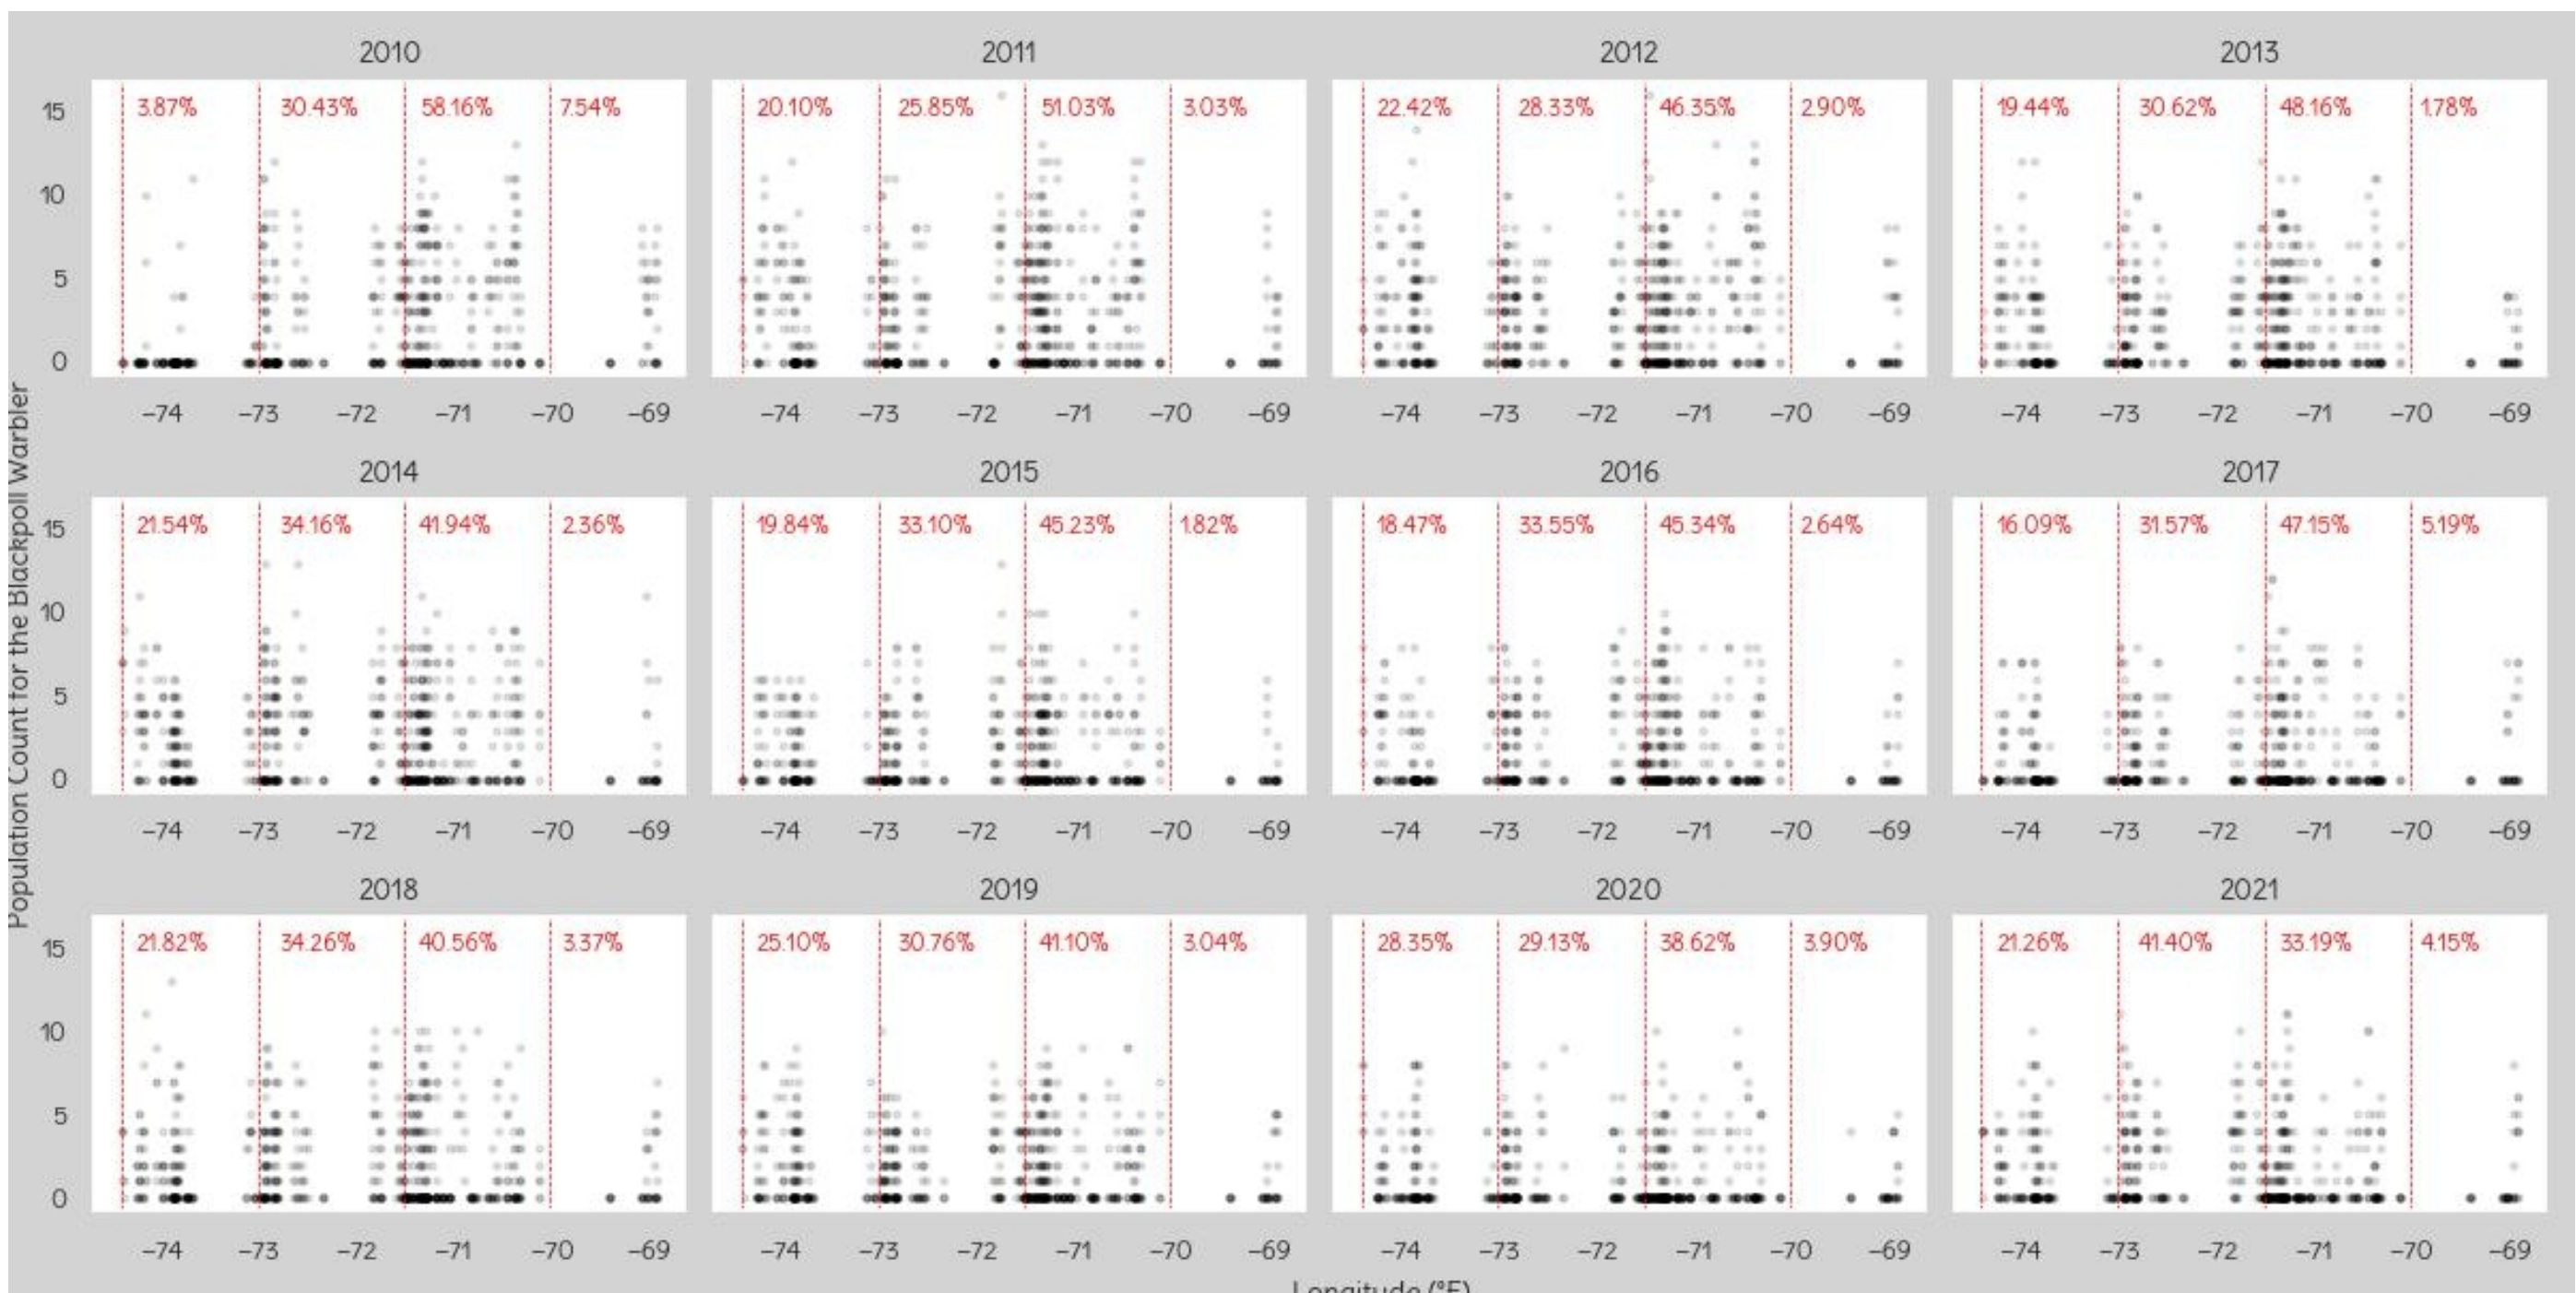 2010 2011 2012 2013
15 3.87% 30.43% 58.16% 7.54% 20.10% 25.85% 51.03% 3.03% 22.42% 28.33% 46.35% 2.90% 19.44% 30.62% 48.16% 1.78%
10
5
0
−74 −73 −72 −71 −70 −69 −74 −73 −72 −71 −70 −69 −74 −73 −72 −71 −70 −69 −74 −73 −72 −71 −70 −69
Population Count for the Blackpoll Warbler
2014 2015 2016 2017
15 21.54% 34.16% 41.94% 2.36% 19.84% 33.10% 45.23% 1.82% 18.47% 33.55% 45.34% 2.64% 16.09% 31.57% 47.15% 5.19%
10
5
0
−74 −73 −72 −71 −70 −69 −74 −73 −72 −71 −70 −69 −74 −73 −72 −71 −70 −69 −74 −73 −72 −71 −70 −69
2018 2019 2020 2021
15 21.82% 34.26% 40.56% 3.37% 25.10% 30.76% 41.10% 3.04% 28.35% 29.13% 38.62% 3.90% 21.26% 41.40% 33.19% 4.15%
10
5
0
−74 −73 −72 −71 −70 −69 −74 −73 −72 −71 −70 −69 −74 −73 −72 −71 −70 −69 −74 −73 −72 −71 −70 −69
Longitude (°E)